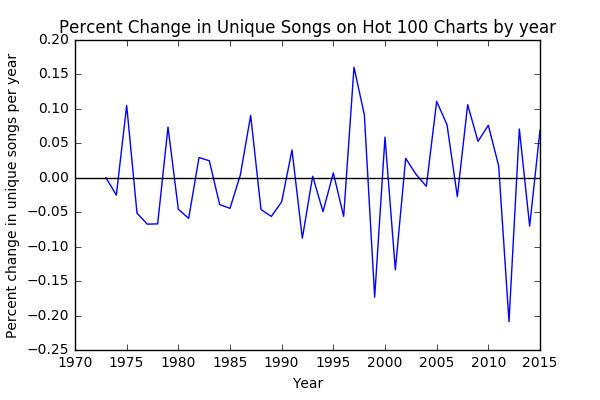 Percent Change in Unique Songs on Hot 100 Charts by year
Percent change in unique songs per year
0.20
0.15
0.10
0.05
0.00
−0.05
−0.10
−0.15
−0.20
−0.25
1970 1975 1980 1985 1990 1995 2000 2005 2010 2015
Year